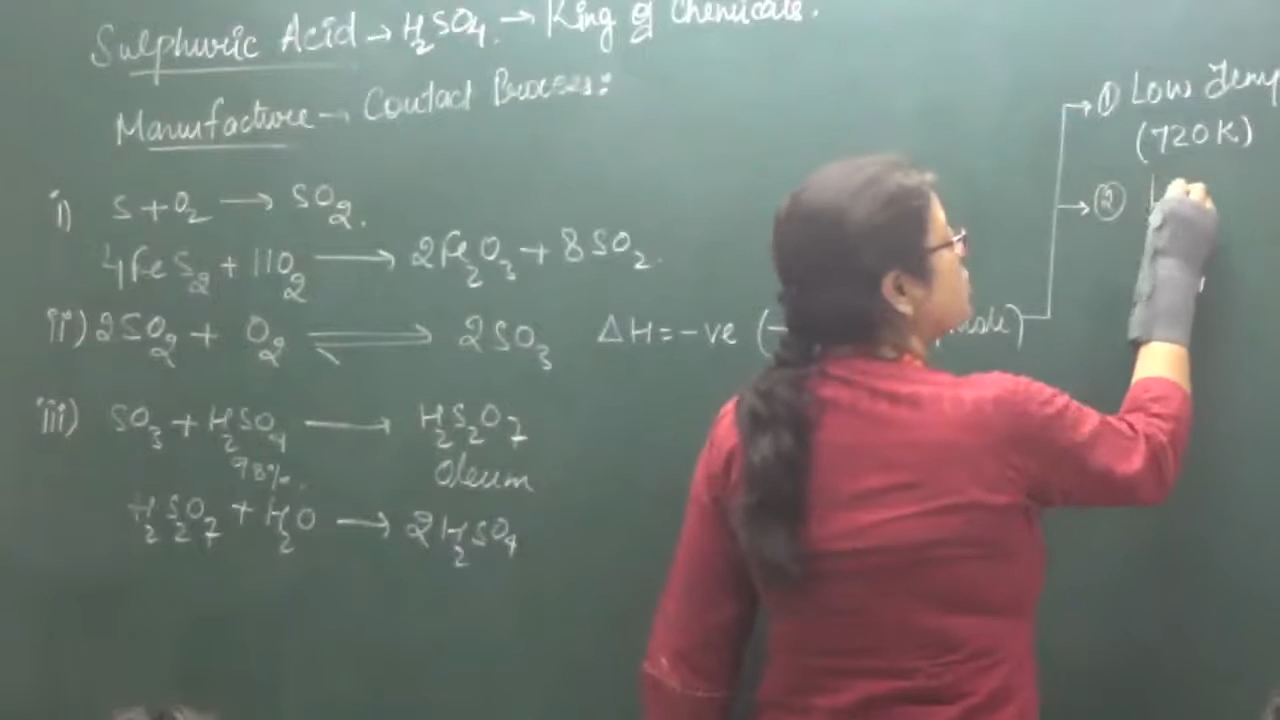 Sulphuric Acid → H₂SO₄. → King of Chemicals.
Manufacture → Contact Process:
i) S + O₂ → SO₂.
4FeS₂ + 11O₂ → 2Fe₂O₃ + 8SO₂.
ii) 2SO₂ + O₂ ⇌ 2SO₃ ΔH = -ve (- mole)
iii) SO₃ + H₂SO₄ → H₂S₂O₇
98%. Oleum
H₂S₂O₇ + H₂O → 2H₂SO₄
→ ① Low Temp
(720K)
→ ②